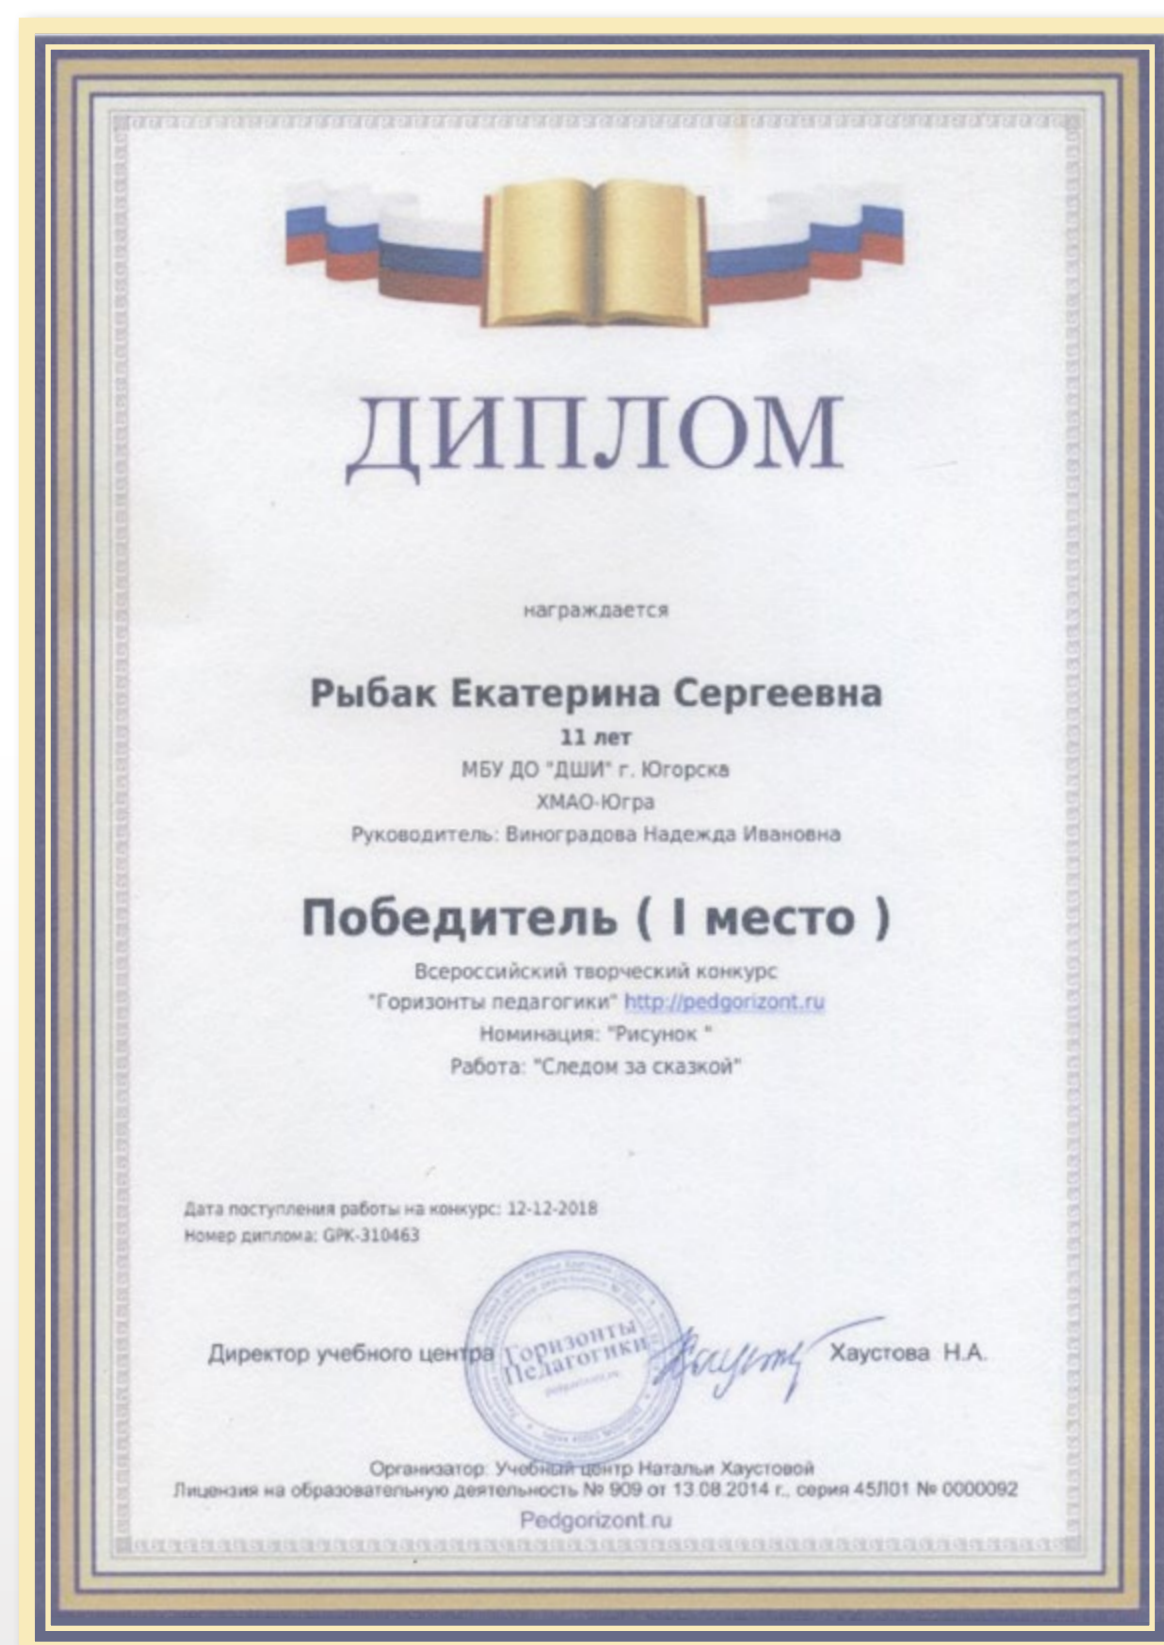 ДИПЛОМ
награждается
Рыбак Екатерина Сергеевна
11 лет
МБУ ДО "ДШИ" г. Югорска
ХМАО-Югра
Руководитель: Виноградова Надежда Ивановна
Победитель ( I место )
Всероссийский творческий конкурс
"Горизонты педагогики" http://pedgorizont.ru
Номинация: "Рисунок "
Работа: "Следом за сказкой"
Дата поступления работы на конкурс: 12-12-2018
Номер диплома: GPK-310463
Директор учебного центра
Горизонты
Педагогики
pedgorizont.ru
Хаустова Н.А.
Организатор: Учебный центр Натальи Хаустовой
Лицензия на образовательную деятельность № 909 от 13.08.2014 г., серия 45Л01 № 0000092
Pedgorizont.ru